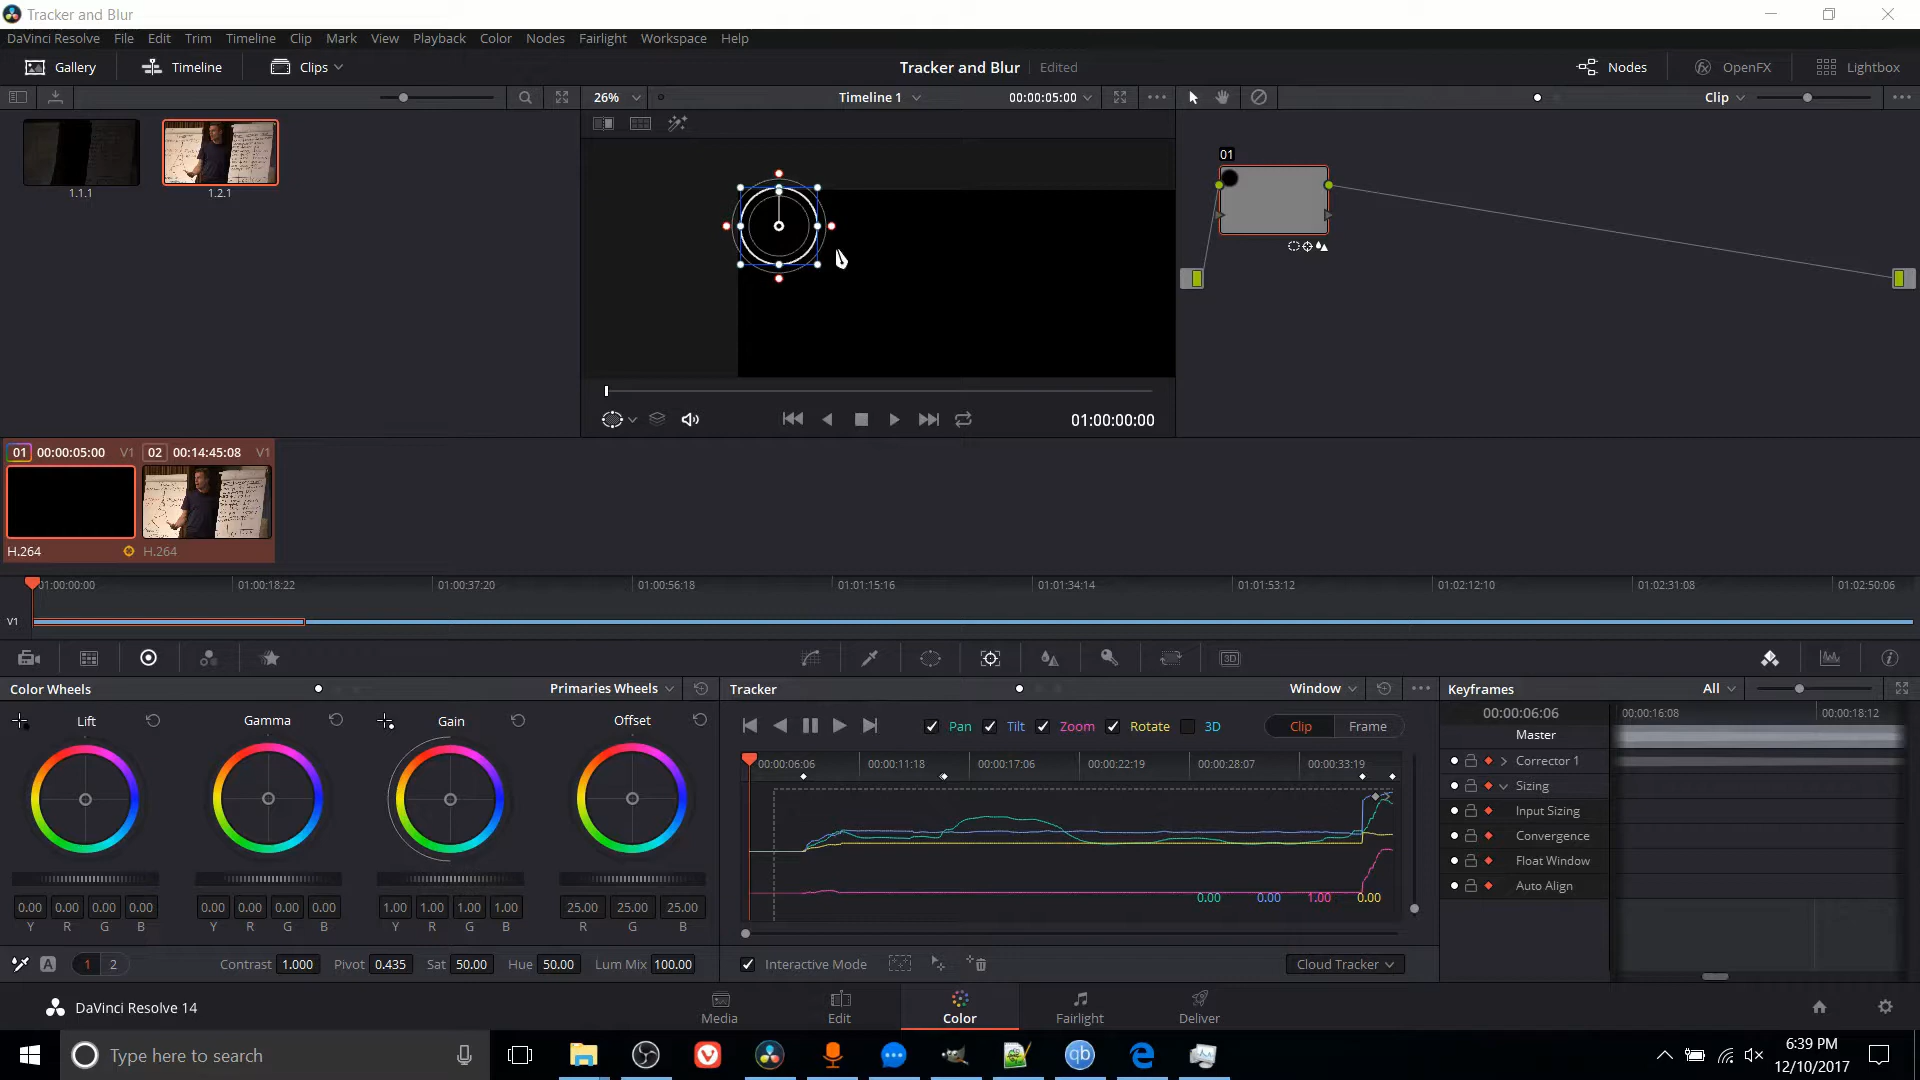 Tracker and Blur
DaVinci Resolve File Edit Trim Timeline Clip Mark View Playback Color Nodes Fairlight Workspace Help
Gallery Timeline Clips Tracker and Blur Edited Nodes OpenFX Lightbox
26% Timeline 1 00:00:05:00 Clip
01
1.1.1 1.2.1
01:00:00:00
01 00:00:05:00 V1 02 00:14:45:08 V1
H.264 H.264
01:00:00:00 01:00:18:22 01:00:37:20 01:00:56:18 01:01:15:16 01:01:34:14 01:01:53:12 01:02:12:10 01:02:31:08 01:02:50:06
V1
3D
Color Wheels Primaries Wheels Tracker Window Keyframes All
Lift Gamma Gain Offset
Pan Tilt Zoom Rotate 3D Clip Frame
00:00:06:06 00:00:16:08 00:00:18:12
Master
00:00:06:06 00:00:11:18 00:00:17:06 00:00:22:19 00:00:28:07 00:00:33:19
Corrector 1
Sizing
Input Sizing
Convergence
Float Window
Auto Align
0.00 0.00 1.00 0.00
0.00 0.00 0.00 0.00 0.00 0.00 0.00 0.00 1.00 1.00 1.00 1.00 25.00 25.00 25.00
Y R G B Y R G B Y R G B R G B
A 1 2 Contrast 1.000 Pivot 0.435 Sat 50.00 Hue 50.00 Lum Mix 100.00 Interactive Mode Cloud Tracker
DaVinci Resolve 14 Media Edit Color Fairlight Deliver
Type here to search
qb
6:39 PM
12/10/2017